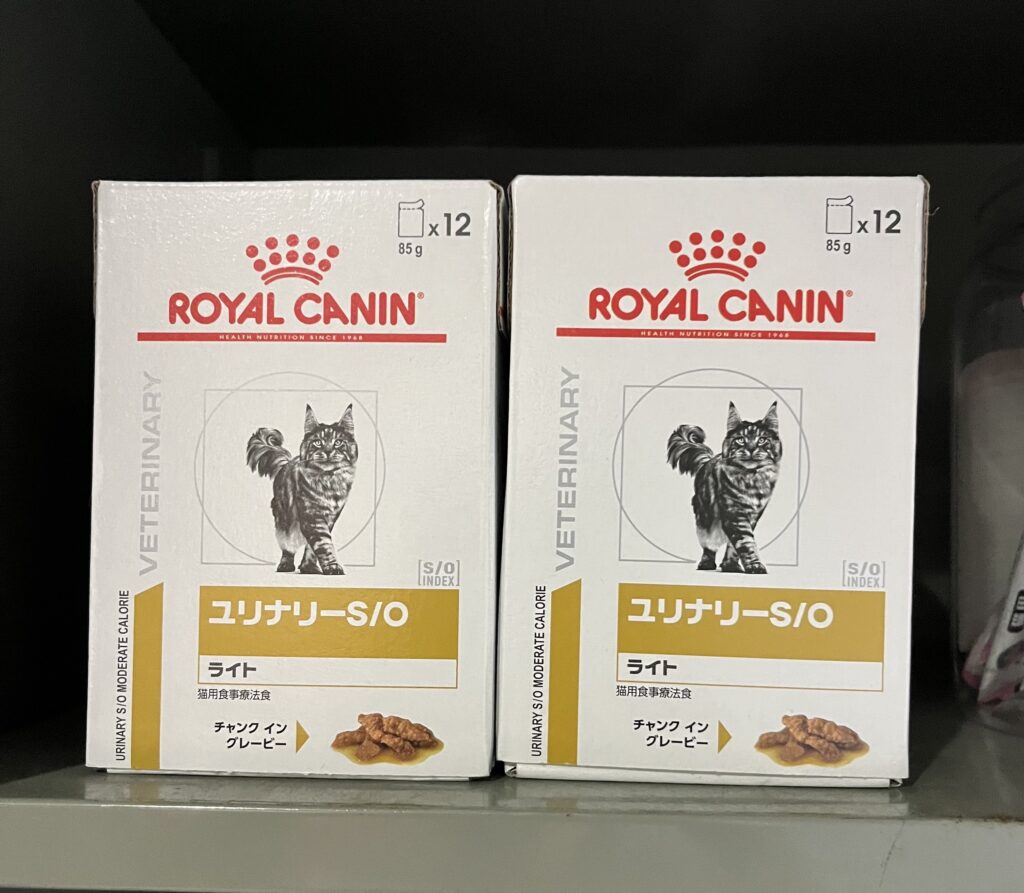 x12
85 g
ROYAL CANIN®
HEALTH NUTRITION SINCE 1968
VETERINARY
S/O
INDEX
URINARY S/O MODERATE CALORIE
ユリナリーS/O
ライト
猫用食事療法食
チャンク イン
グレービー
x12
85 g
ROYAL CANIN®
HEALTH NUTRITION SINCE 1968
VETERINARY
S/O
INDEX
URINARY S/O MODERATE CALORIE
ユリナリーS/O
ライト
猫用食事療法食
チャンク イン
グレービー